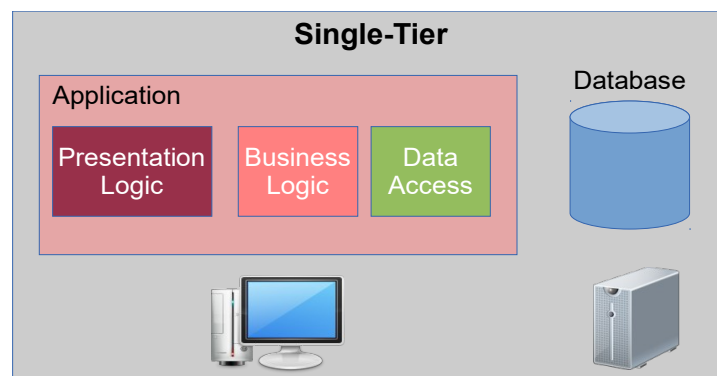 Single-Tier
Application
Database
Presentation
Logic
Business
Logic
Data
Access